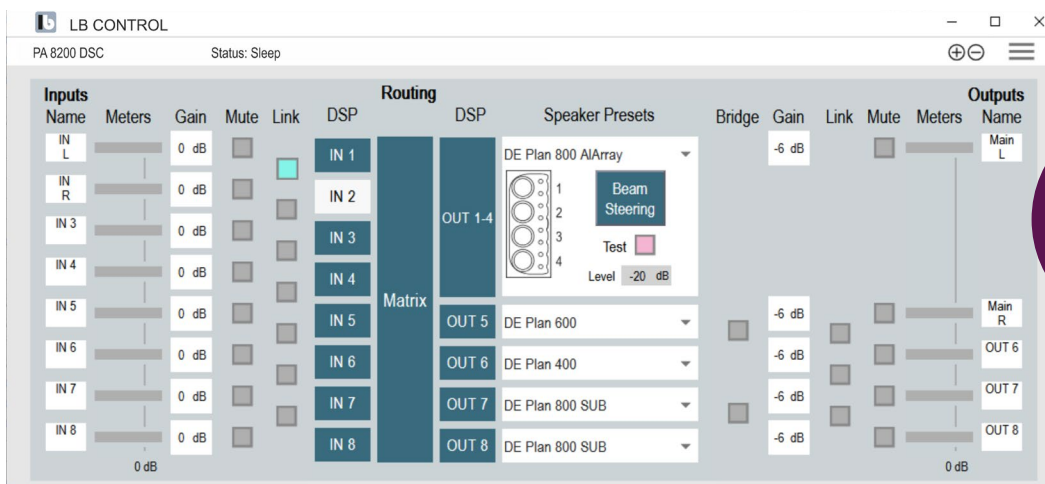 LB CONTROL
PA 8200 DSC Status: Sleep
Inputs Routing Outputs
Name Meters Gain Mute Link DSP DSP Speaker Presets Bridge Gain Link Mute Meters Name
IN L 0 dB IN 1 DE Plan 800 AlArray -6 dB Main L
IN R 0 dB IN 2 1 Beam Steering
OUT 1-4 2
IN 3 0 dB IN 3 3 Test
IN 4 0 dB IN 4 4 Level -20 dB
Matrix
IN 5 0 dB IN 5 OUT 5 DE Plan 600 -6 dB Main R
IN 6 0 dB IN 6 OUT 6 DE Plan 400 -6 dB OUT 6
IN 7 0 dB IN 7 OUT 7 DE Plan 800 SUB -6 dB OUT 7
IN 8 0 dB IN 8 OUT 8 DE Plan 800 SUB -6 dB OUT 8
0 dB 0 dB